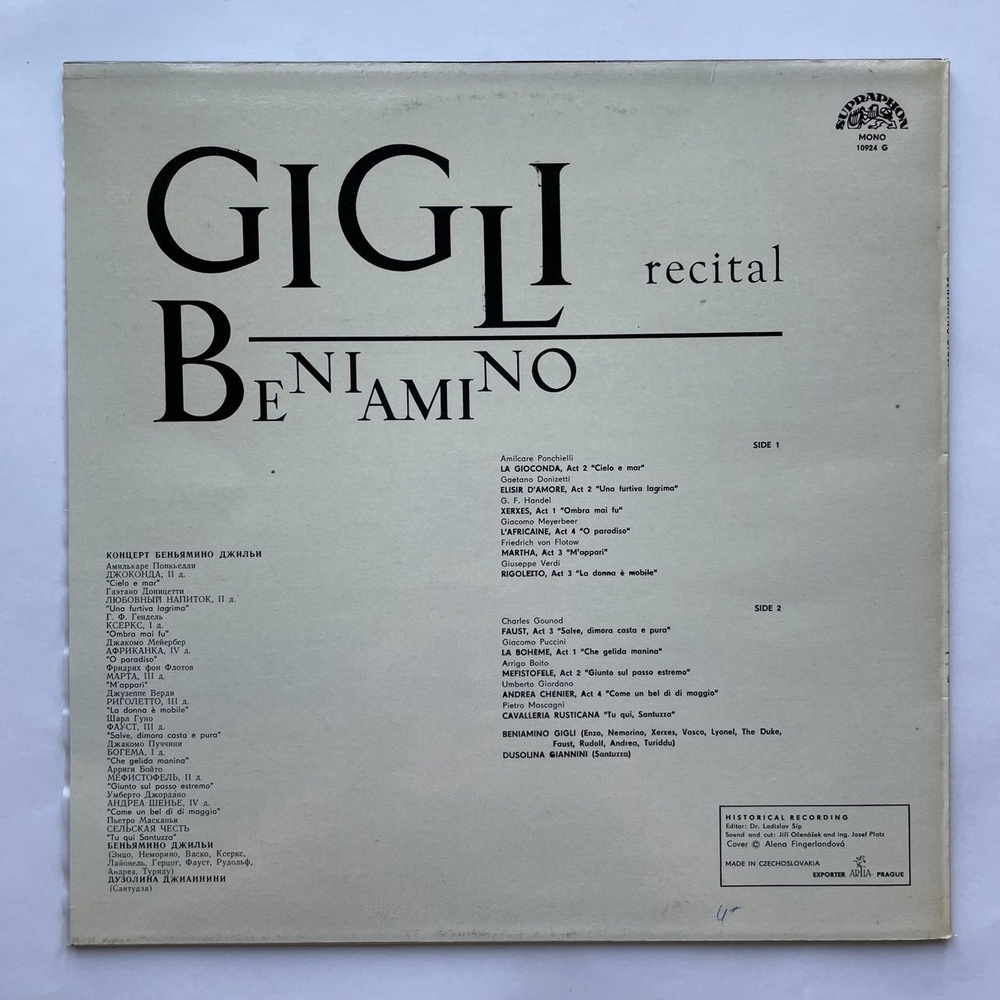 SUPRAPHON
MONO
10924 G
GIGLI
recital
BENIAMINO
SIDE 1
Amilcare Ponchielli
LA GIOCONDA, Act 2 "Cielo e mar"
Gaetano Donizetti
ELISIR D'AMORE, Act 2 "Una furtiva lagrima"
G. F. Handel
XERXES, Act 1 "Ombra mai fu"
Giacomo Meyerbeer
L'AFRICAINE, Act 4 "O paradiso"
Friedrich von Flotow
MARTHA, Act 3 "M'appari"
Giuseppe Verdi
RIGOLETTO, Act 3 "La donna è mobile"
SIDE 2
Charles Gounod
FAUST, Act 3 "Salve, dimora casta e pura"
Giacomo Puccini
LA BOHÈME, Act 1 "Che gelida manina"
Arrigo Boito
MEFISTOFELE, Act 2 "Giunto sul passo estremo"
Umberto Giordano
ANDREA CHENIER, Act 4 "Come un bel di di maggio"
Pietro Mascagni
CAVALLERIA RUSTICANA "Tu qui, Santuzza"
BENIAMINO GIGLI (Enzo, Nemorino, Xerxes, Vasco, Lyonel, The Duke,
Faust, Rudolf, Andrea, Turiddu)
DUSOLINA GIANNINI (Santuzza)
КОНЦЕРТ БЕНЬЯМИНО ДЖИЛЬИ
Амилькаре Понкьелли
ДЖОКОНДА, II д.
"Cielo e mar"
Гаэтано Доницетти
ЛЮБОВНЫЙ НАПИТОК, II д.
"Una furtiva lagrima"
Г. Ф. Гендель
КСЕРКС, I д.
"Ombra mai fu"
Джакомо Мейербер
АФРИКАНКА, IV д.
"O paradiso"
Фридрих фон Флотов
МАРТА, III д.
"M'appari"
Джузеппе Верди
РИГОЛЕТТО, III д.
"La donna è mobile"
Шарл Гуно
ФАУСТ, III д.
"Salve, dimora casta e pura"
Джакомо Пуччини
БОГЕМА, I д.
"Che gelida manina"
Арриги Бойто
МЕФИСТОФЕЛЬ, II д.
"Giunto sul passo estremo"
Умберто Джордано
АНДРЕА ШЕНЬЕ, IV д.
"Come un bel di di maggio"
Пьетро Масканьи
СЕЛЬСКАЯ ЧЕСТЬ
"Tu qui Santuzza"
БЕНЬЯМИНО ДЖИЛЬИ
(Энцо, Неморино, Васко, Ксеркс,
Лайонель, Герцог, Фауст, Рудольф,
Андреа, Туриду)
ДУЗОЛИНА ДЖИАННИНИ
(Сантудза)
HISTORICAL RECORDING
Editor: Dr. Ladislav Šíp
Sound and cut: Jiří Očenášek and ing. Josef Platz
Cover © Alena Fingerlandová
MADE IN CZECHOSLOVAKIA
EXPORTER ARTIA PRAGUE